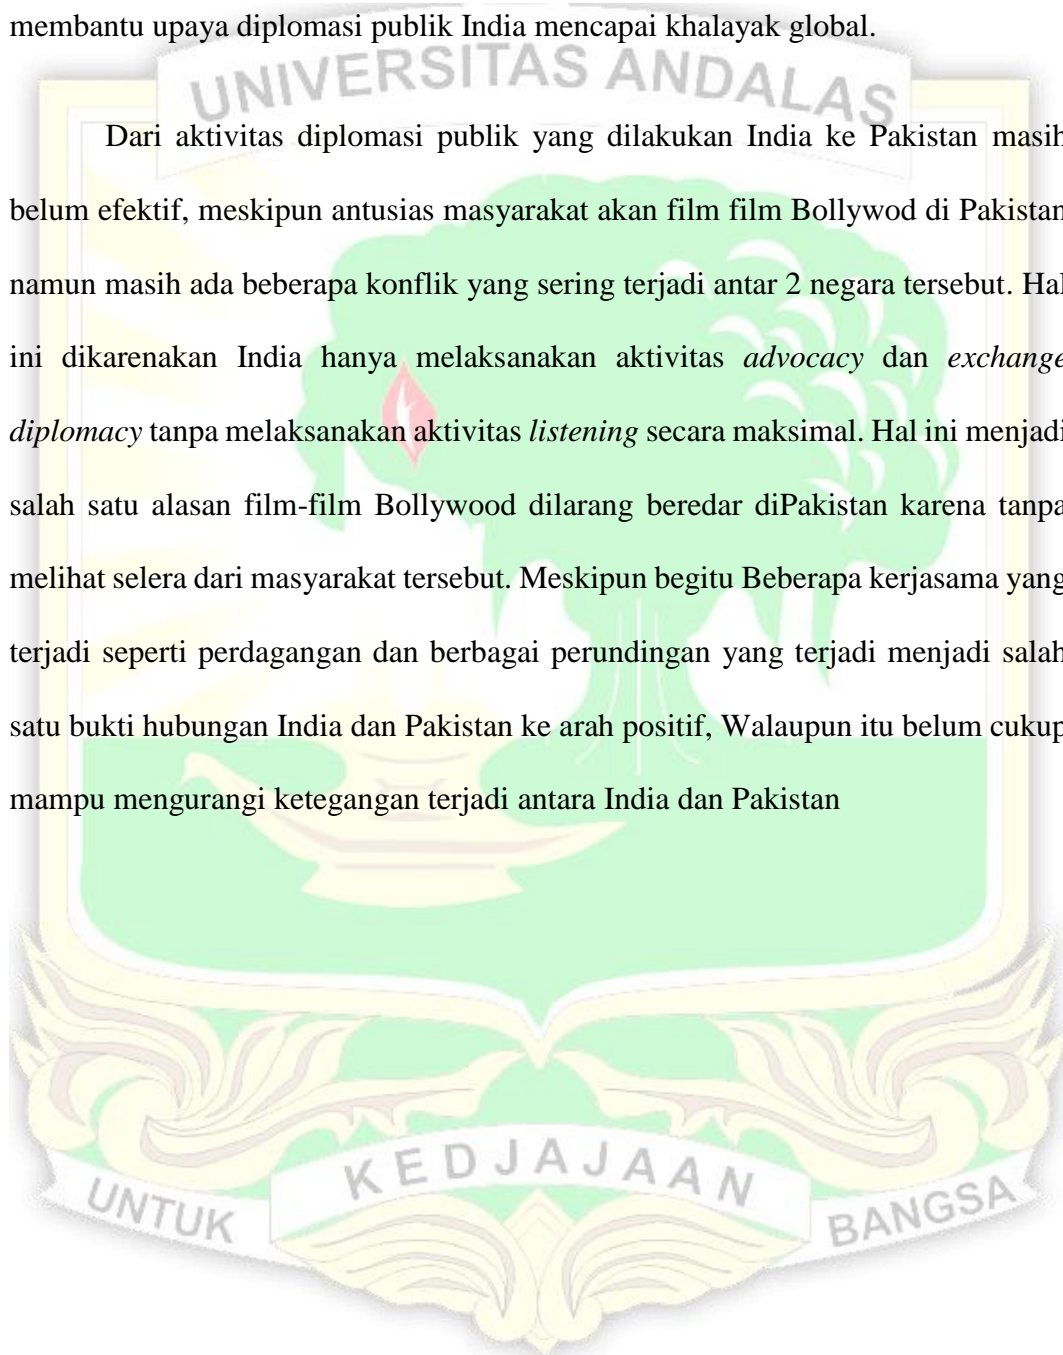 membantu upaya diplomasi publik India mencapai khalayak global.
UNIVERSITAS ANDALAS
Dari aktivitas diplomasi publik yang dilakukan India ke Pakistan masih
belum efektif, meskipun antusias masyarakat akan film film Bollywod di Pakistan
namun masih ada beberapa konflik yang sering terjadi antar 2 negara tersebut. Hal
ini dikarenakan India hanya melaksanakan aktivitas advocacy dan exchange
diplomacy tanpa melaksanakan aktivitas listening secara maksimal. Hal ini menjadi
salah satu alasan film-film Bollywood dilarang beredar diPakistan karena tanpa
melihat selera dari masyarakat tersebut. Meskipun begitu Beberapa kerjasama yang
terjadi seperti perdagangan dan berbagai perundingan yang terjadi menjadi salah
satu bukti hubungan India dan Pakistan ke arah positif, Walaupun itu belum cukup
mampu mengurangi ketegangan terjadi antara India dan Pakistan
UNTUK KEDJAJAAN BANGSA